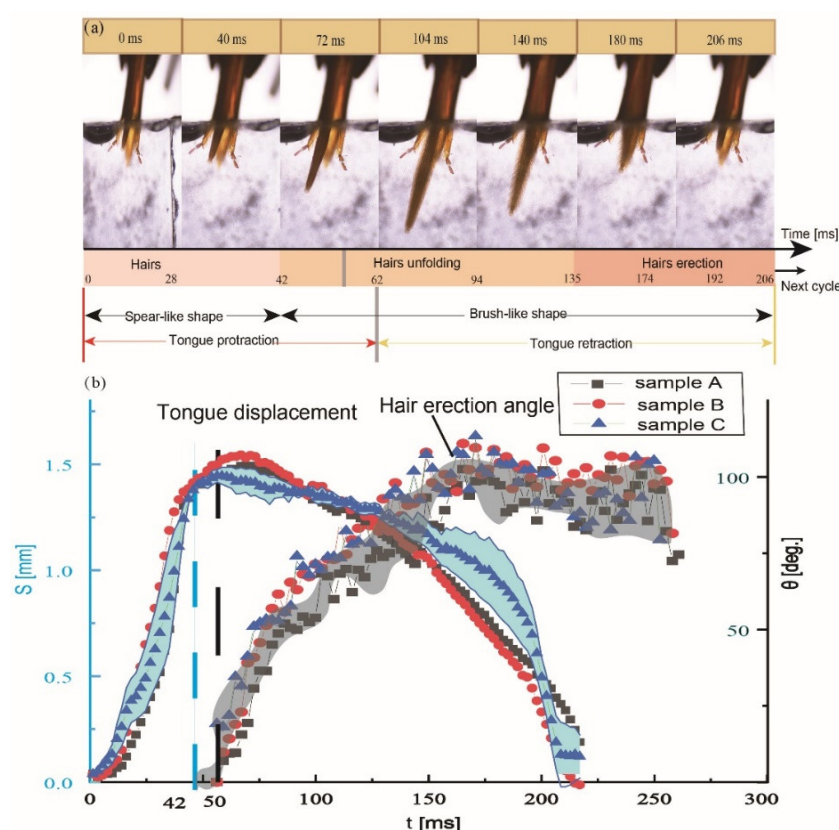 (a)
0 ms 40 ms 72 ms 104 ms 140 ms 180 ms 206 ms
Time [ms]
Hairs Hairs unfolding Hairs erection
0 28 42 62 94 135 174 192 206
Next cycle
Spear-like shape Brush-like shape
Tongue protraction Tongue retraction
(b)
Tongue displacement Hair erection angle
sample A
sample B
sample C
1.5 100
1.0
50
0.5
0.0
S [mm]
θ [deg.]
0 42 50 100 150 200 250 300
t [ms]